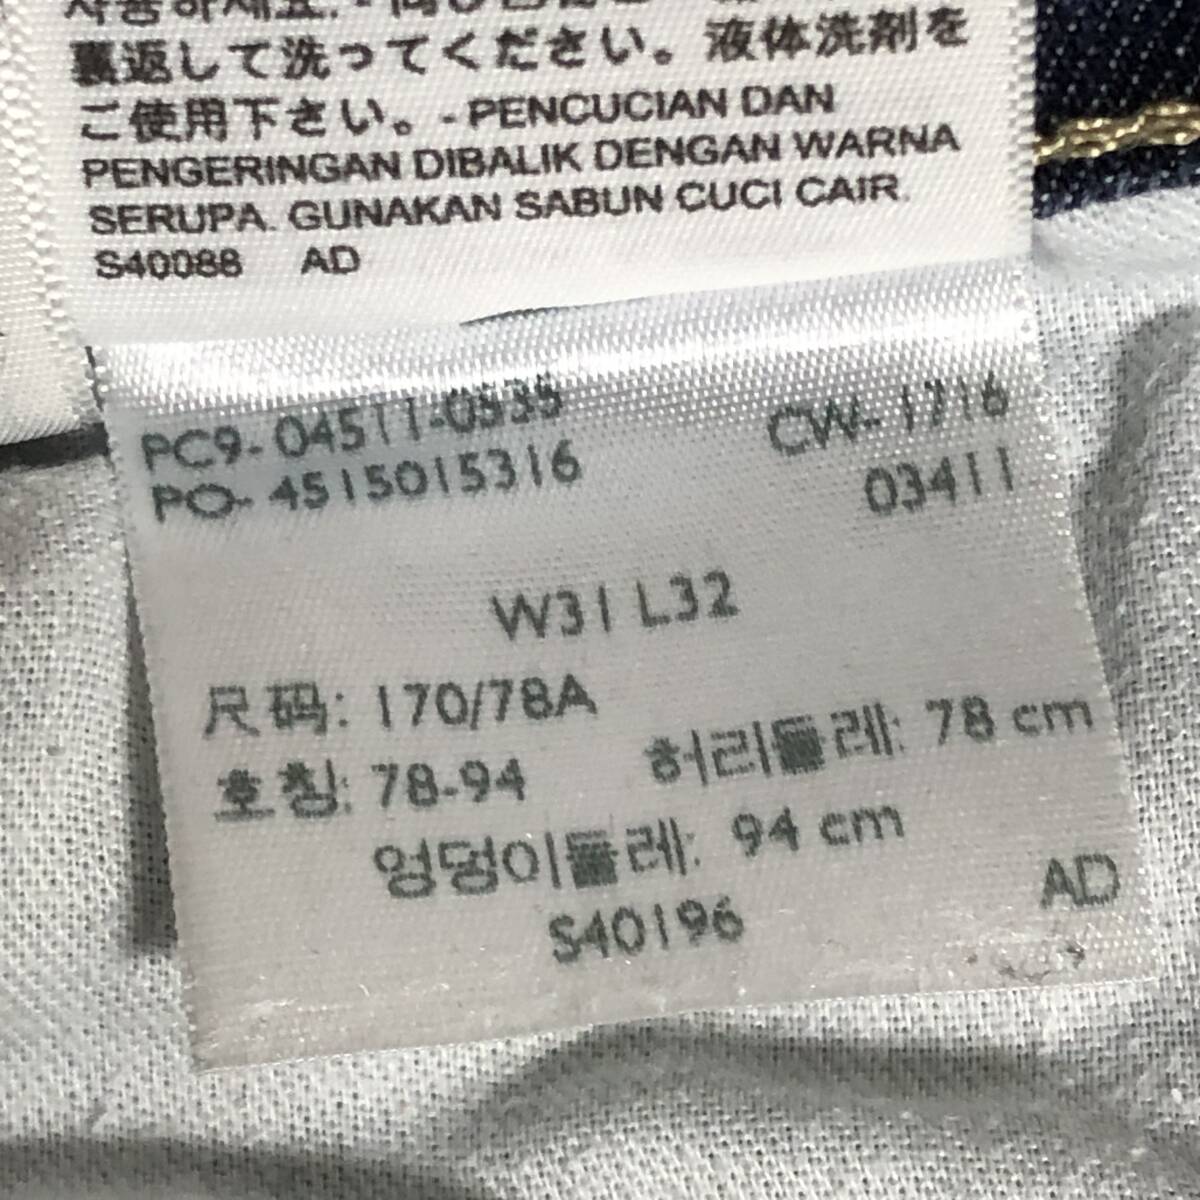 裏返して洗ってください。液体洗剤を
ご使用下さい。-PENCUCIAN DAN
PENGERINGAN DIBALIK DENGAN WARNA
SERUPA. GUNAKAN SABUN CUCI CAIR.
S40088 AD
PC9-04511-0535
PO-4515015316
CW-1716
03411
W31 L32
尺码: 170/78A
호칭: 78-94
허리둘레: 78 cm
엉덩이둘레: 94 cm
S40196
AD